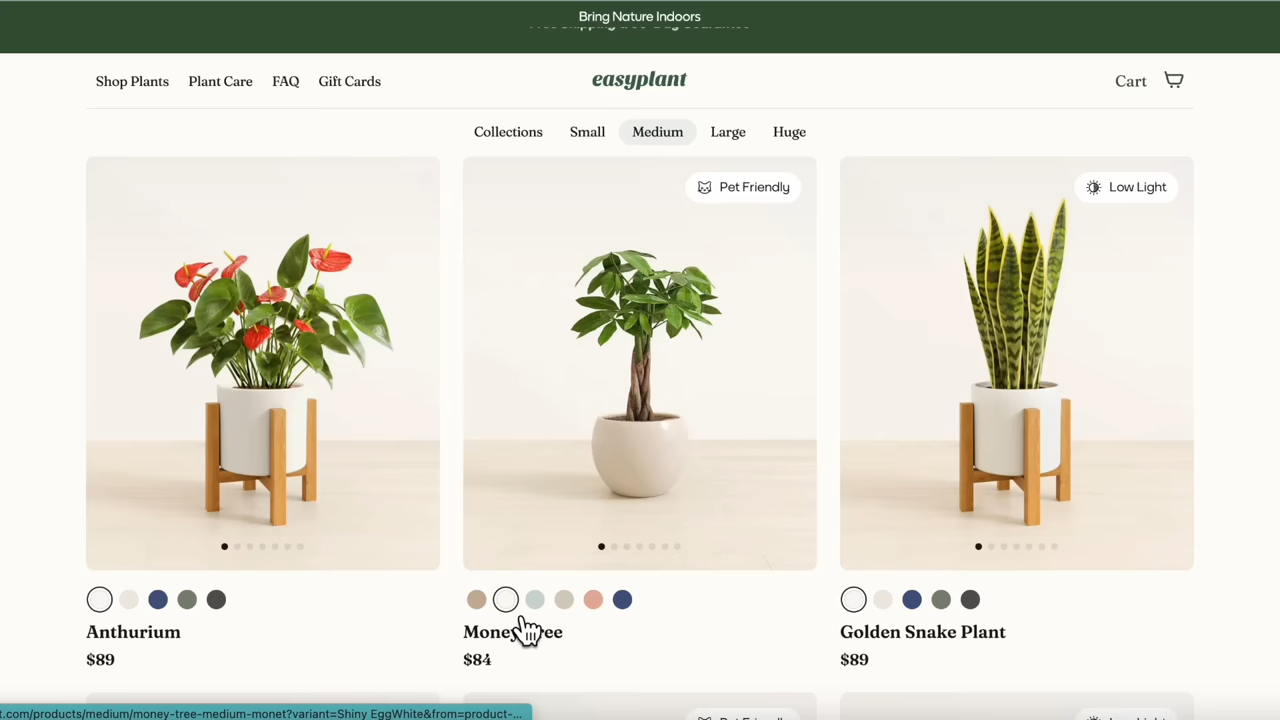 Bring Nature Indoors
Shop Plants Plant Care FAQ Gift Cards
easyplant
Cart
Collections Small Medium Large Huge
Pet Friendly
Low Light
Anthurium
$89
Money Tree
$84
Golden Snake Plant
$89
t.com/products/medium/money-tree-medium-monet?variant=Shiny EggWhite&from=product-...